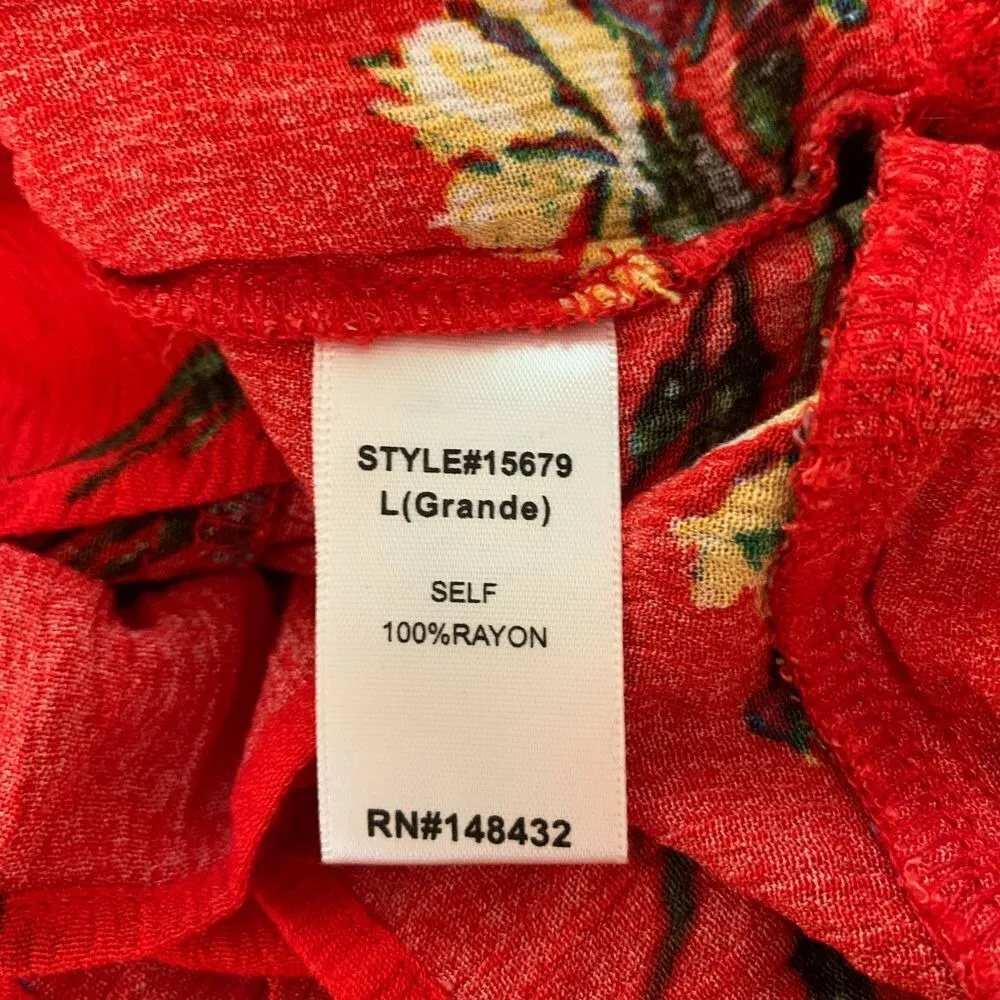 STYLE#15679
L(Grande)
SELF
100%RAYON
RN#148432